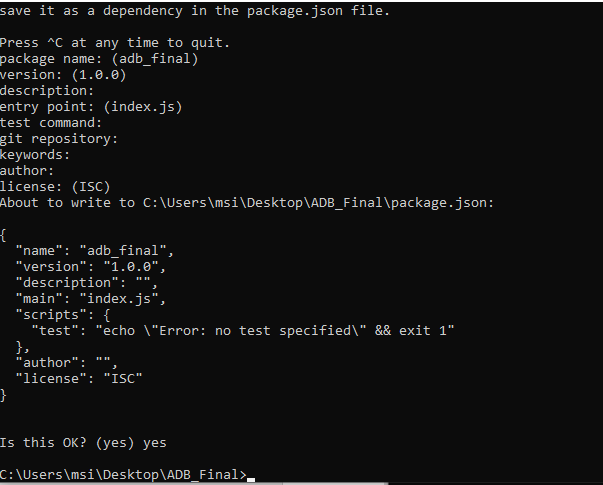 save it as a dependency in the package.json file.
Press ^C at any time to quit.
package name: (adb_final)
version: (1.0.0)
description:
entry point: (index.js)
test command:
git repository:
keywords:
author:
license: (ISC)
About to write to C:\Users\msi\Desktop\ADB_Final\package.json:
{
  "name": "adb_final",
  "version": "1.0.0",
  "description": "",
  "main": "index.js",
  "scripts": {
    "test": "echo \"Error: no test specified\" && exit 1"
  },
  "author": "",
  "license": "ISC"
}
Is this OK? (yes) yes
C:\Users\msi\Desktop\ADB_Final>